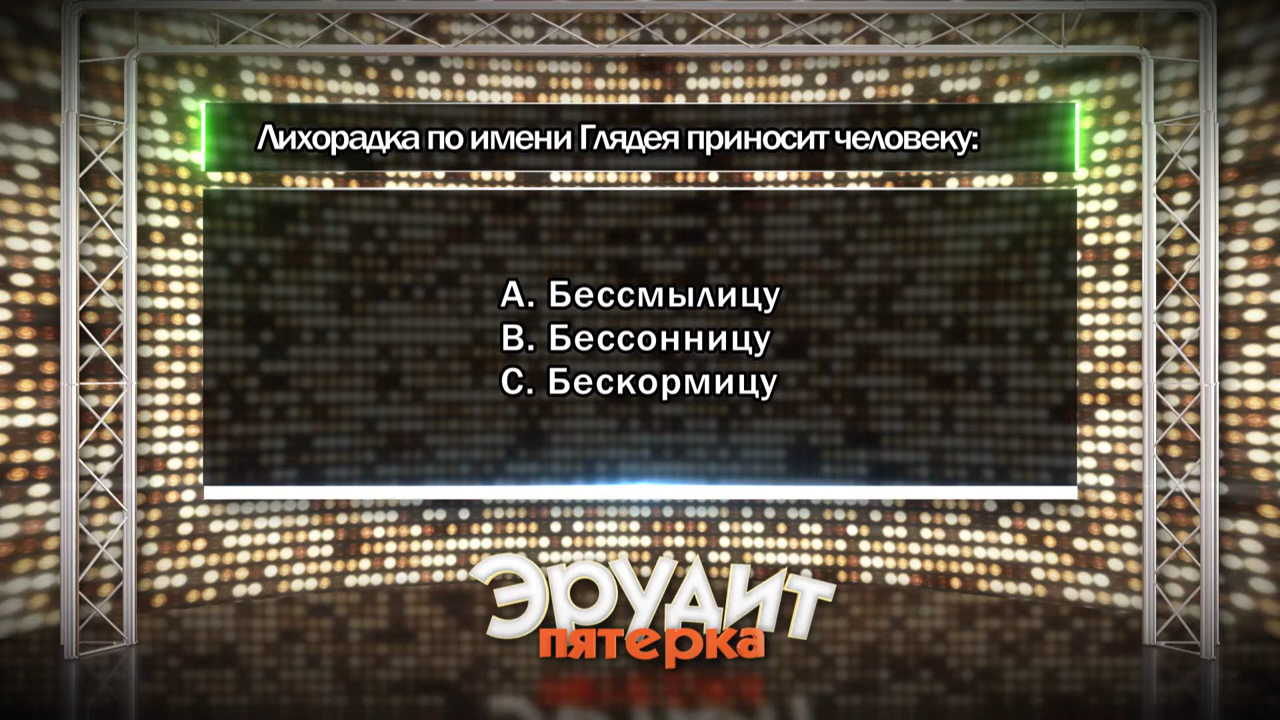 Лихорадка по имени Глядея приносит человеку:
А. Бессмылицу
В. Бессонницу
С. Бескормицу
Эрудит
пятерка